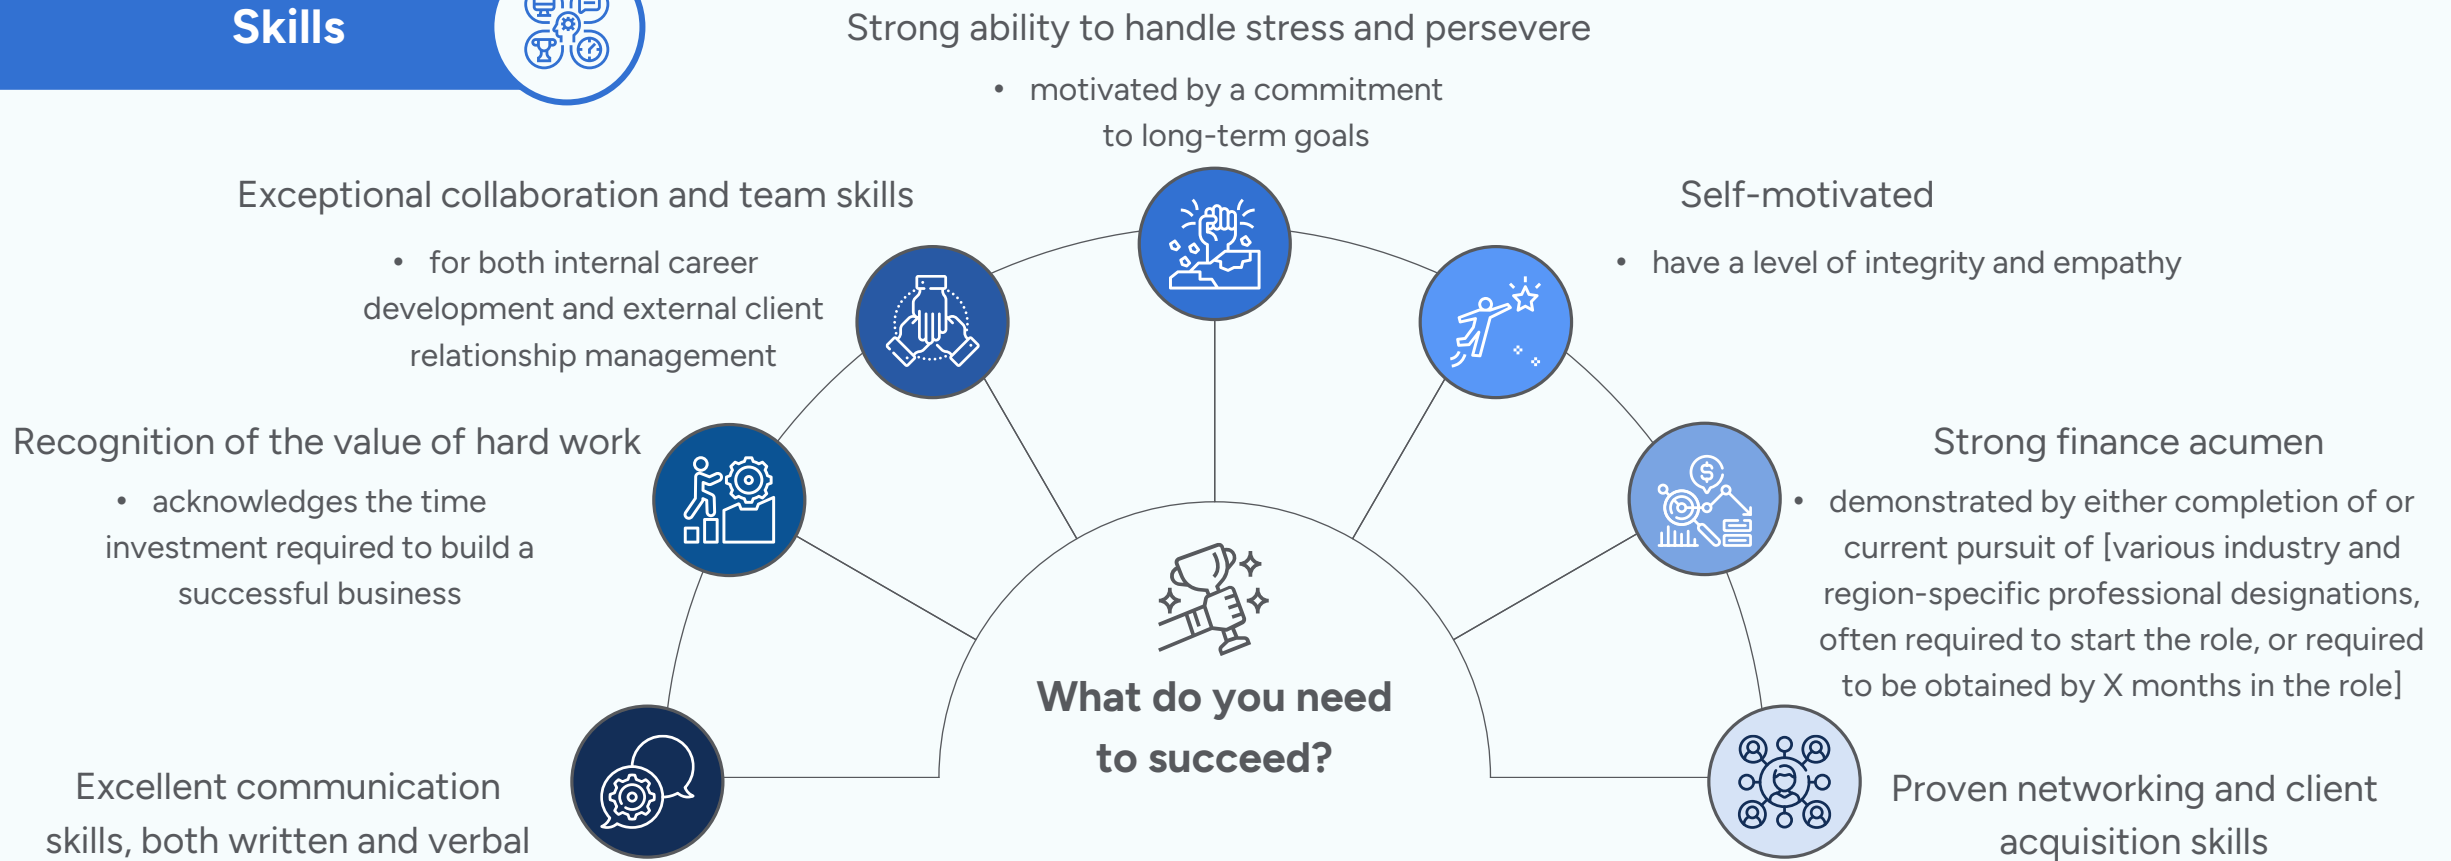 Skills
Strong ability to handle stress and persevere
• motivated by a commitment
to long-term goals
Exceptional collaboration and team skills
• for both internal career
development and external client
relationship management
Self-motivated
• have a level of integrity and empathy
Recognition of the value of hard work
• acknowledges the time
investment required to build a
successful business
Strong finance acumen
• demonstrated by either completion of or
current pursuit of [various industry and
region-specific professional designations,
often required to start the role, or required
to be obtained by X months in the role]
What do you need
to succeed?
Excellent communication
skills, both written and verbal
Proven networking and client
acquisition skills